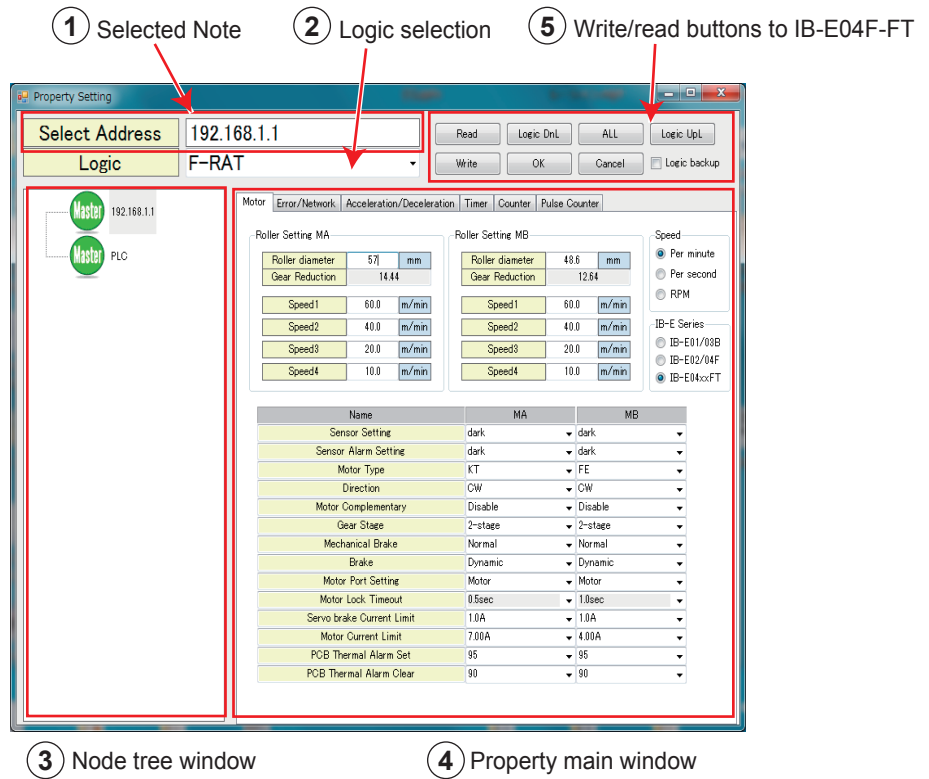 1 Selected Note 2 Logic selection 5 Write/read buttons to IB-E04F-FT
Property Setting
Select Address 192.168.1.1 Read Logic DnL ALL Logic UpL
Logic F-RAT Write OK Cancel Logic backup
Master 192.168.1.1
Master PLC
Motor Error/Network Acceleration/Deceleration Timer Counter Pulse Counter
Roller Setting MA Roller Setting MB Speed
Roller diameter 57 mm Roller diameter 48.6 mm Per minute
Gear Reduction 14.44 Gear Reduction 12.64 Per second
RPM
Speed1 60.0 m/min Speed1 60.0 m/min
Speed2 40.0 m/min Speed2 40.0 m/min IB-E Series
Speed3 20.0 m/min Speed3 20.0 m/min IB-E01/03B
IB-E02/04F
Speed4 10.0 m/min Speed4 10.0 m/min IB-E04xxFT
Name MA MB
Sensor Setting dark dark
Sensor Alarm Setting dark dark
Motor Type KT FE
Direction CW CW
Motor Complementary Disable Disable
Gear Stage 2-stage 2-stage
Mechanical Brake Normal Normal
Brake Dynamic Dynamic
Motor Port Setting Motor Motor
Motor Lock Timeout 0.5sec 1.0sec
Servo brake Current Limit 1.0A 1.0A
Motor Current Limit 7.00A 4.00A
PCB Thermal Alarm Set 95 95
PCB Thermal Alarm Clear 90 90
3 Node tree window 4 Property main window